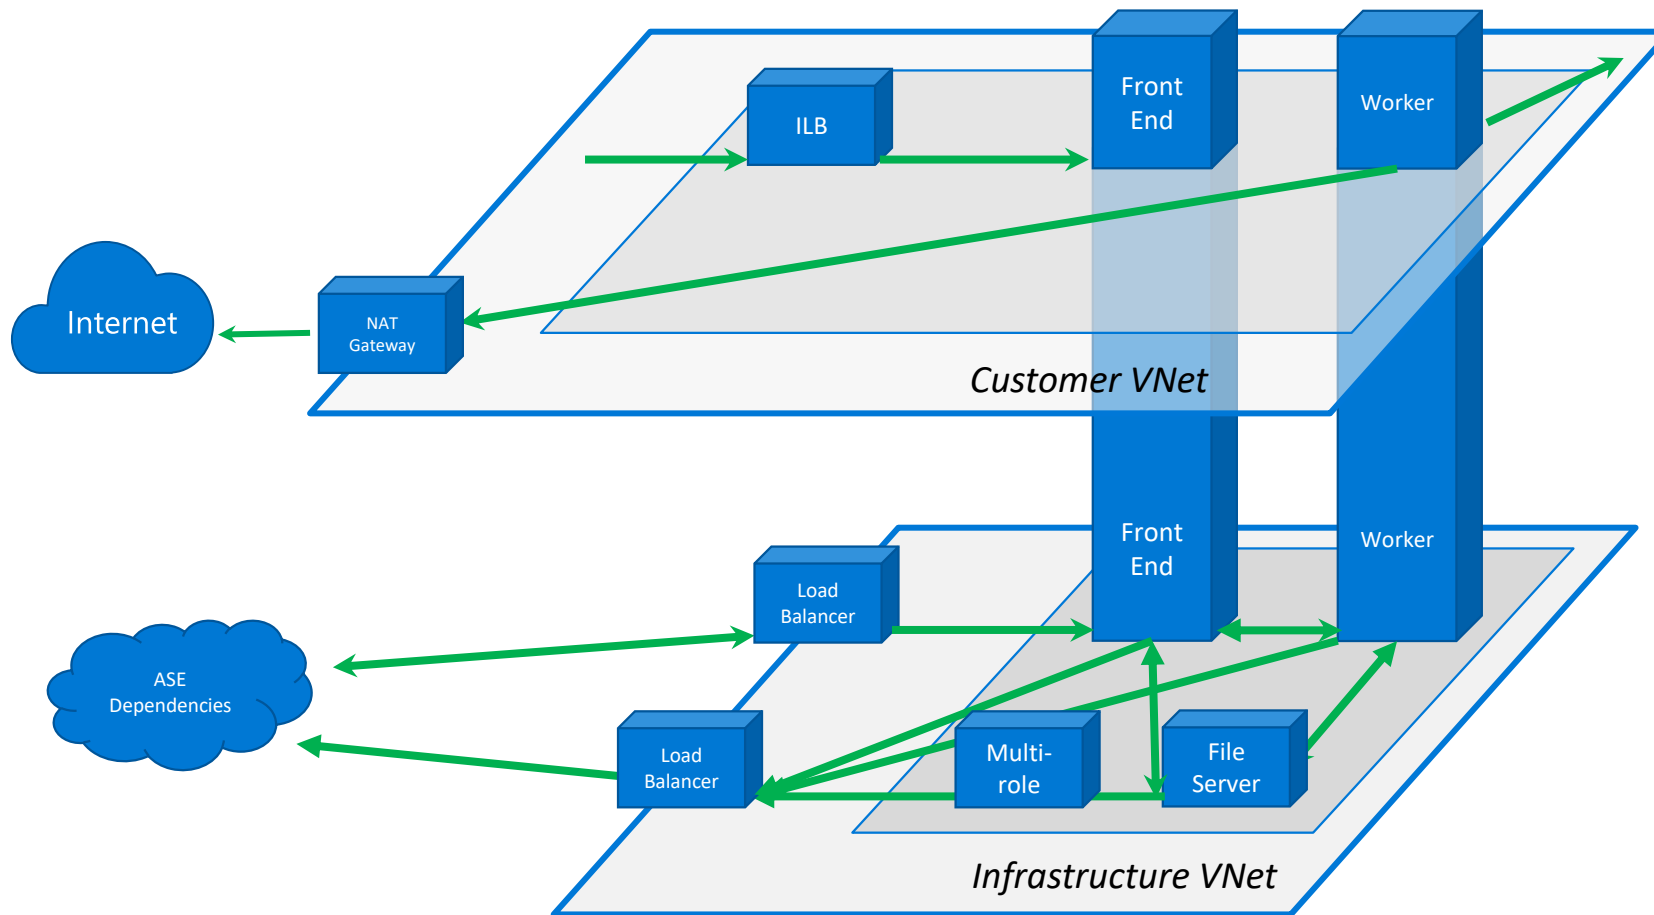 Front
End
Worker
ILB
Internet
NAT
Gateway
Customer VNet
Front
End
Worker
Load
Balancer
ASE
Dependencies
Load
Balancer
Multi-
role
File
Server
Infrastructure VNet